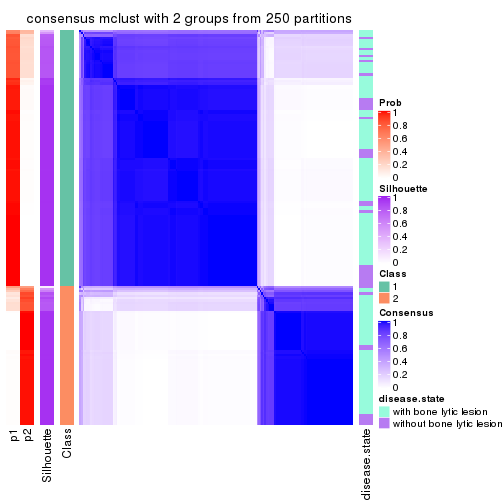 consensus mclust with 2 groups from 250 partitions
Prob
1
0.8
0.6
0.4
0.2
0
Silhouette
1
0.8
0.6
0.4
0.2
0
Class
1
2
Consensus
1
0.8
0.6
0.4
0.2
0
disease.state
with bone lytic lesion
without bone lytic lesion
p1
p2
Silhouette
Class
disease.state